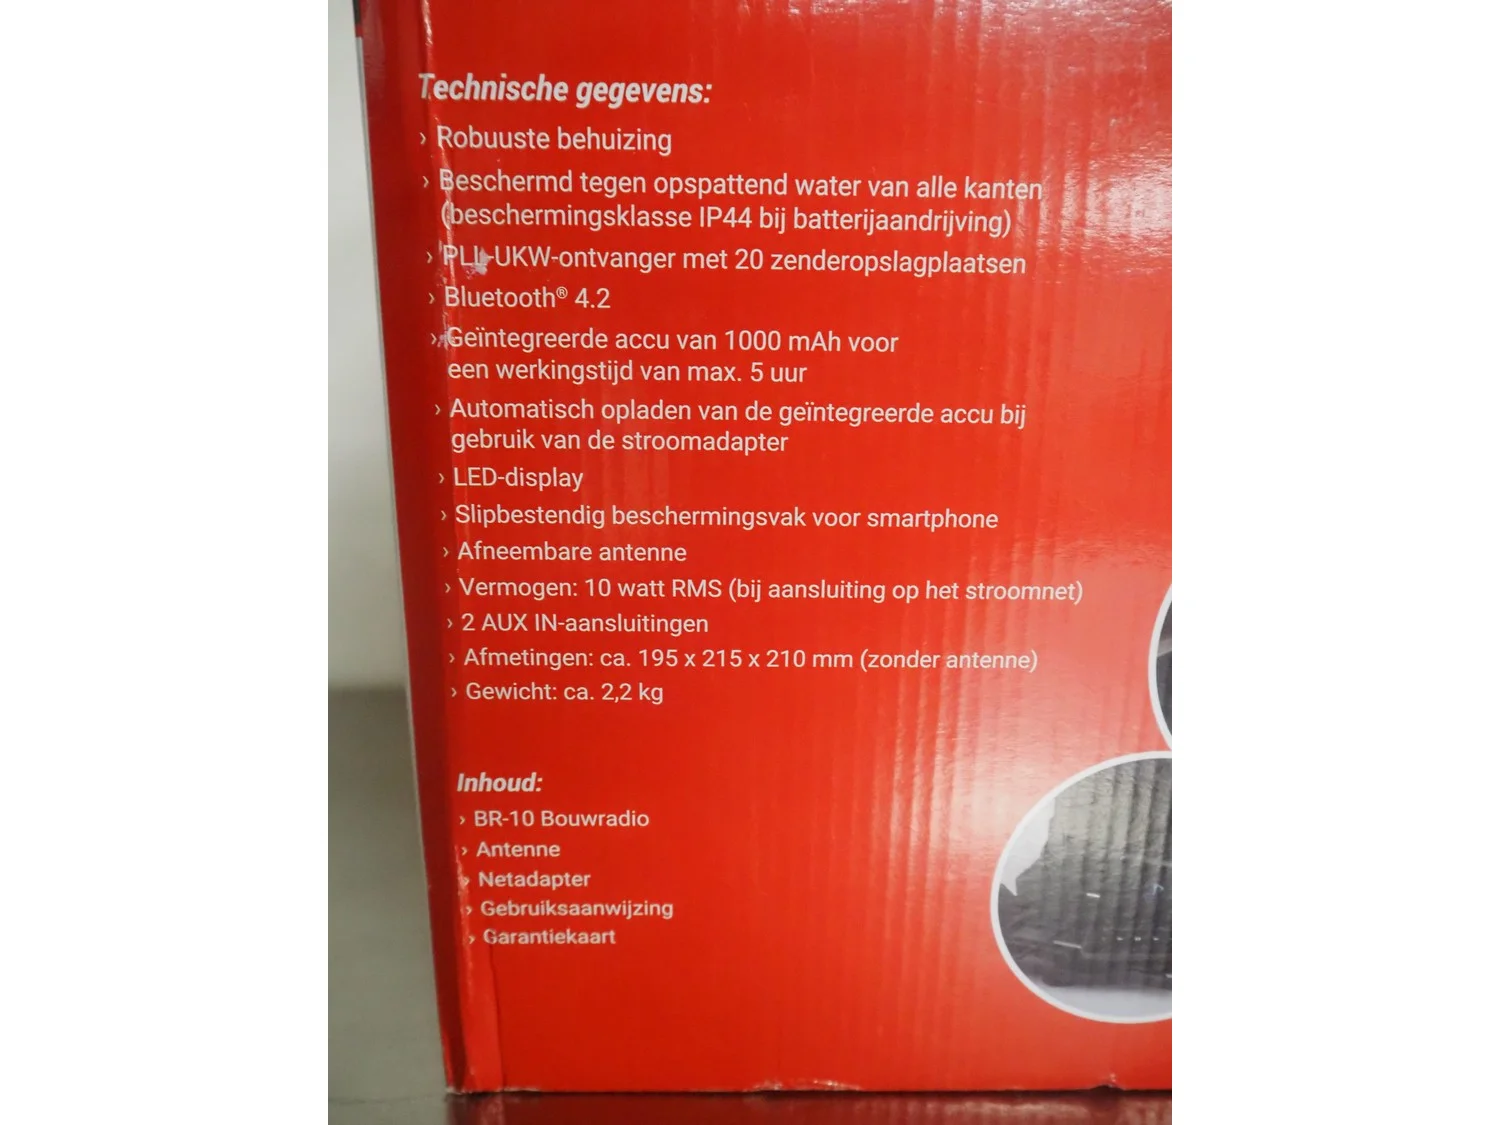 Technische gegevens:
› Robuuste behuizing
› Beschermd tegen opspattend water van alle kanten
(beschermingsklasse IP44 bij batterijaandrijving)
› PLL-UKW-ontvanger met 20 zenderopslagplaatsen
› Bluetooth® 4.2
› Geïntegreerde accu van 1000 mAh voor
een werkingstijd van max. 5 uur
› Automatisch opladen van de geïntegreerde accu bij
gebruik van de stroomadapter
› LED-display
› Slipbestendig beschermingsvak voor smartphone
› Afneembare antenne
› Vermogen: 10 watt RMS (bij aansluiting op het stroomnet)
› 2 AUX IN-aansluitingen
› Afmetingen: ca. 195 x 215 x 210 mm (zonder antenne)
› Gewicht: ca. 2,2 kg
Inhoud:
› BR-10 Bouwradio
› Antenne
› Netadapter
› Gebruiksaanwijzing
› Garantiekaart